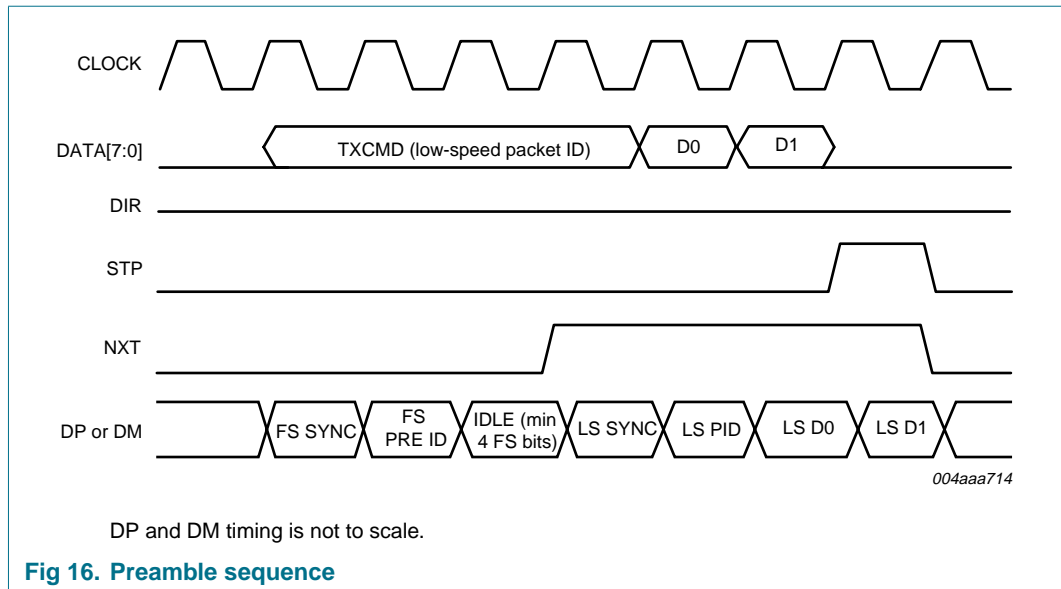 CLOCK
DATA[7:0]
TXCMD (low-speed packet ID)
D0
D1
DIR
STP
NXT
DP or DM
FS SYNC
FS
PRE ID
IDLE (min
4 FS bits)
LS SYNC
LS PID
LS D0
LS D1
004aaa714
DP and DM timing is not to scale.
Fig 16. Preamble sequence